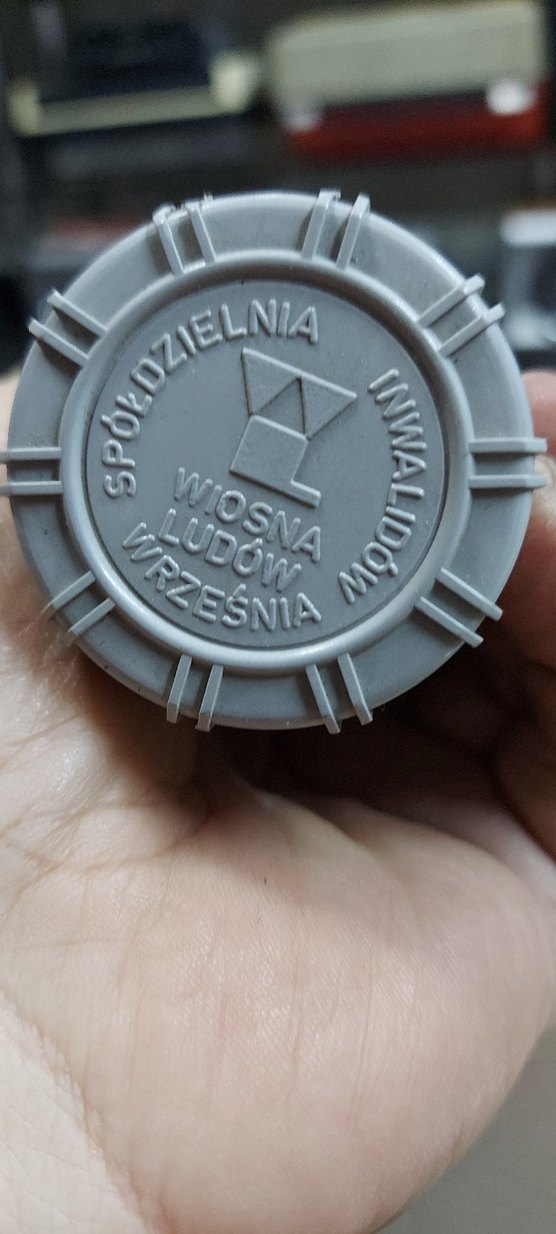 SPÓŁDZIELNIA
INWALIDÓW
WIOSNA
LUDÓW
WRZEŚNIA